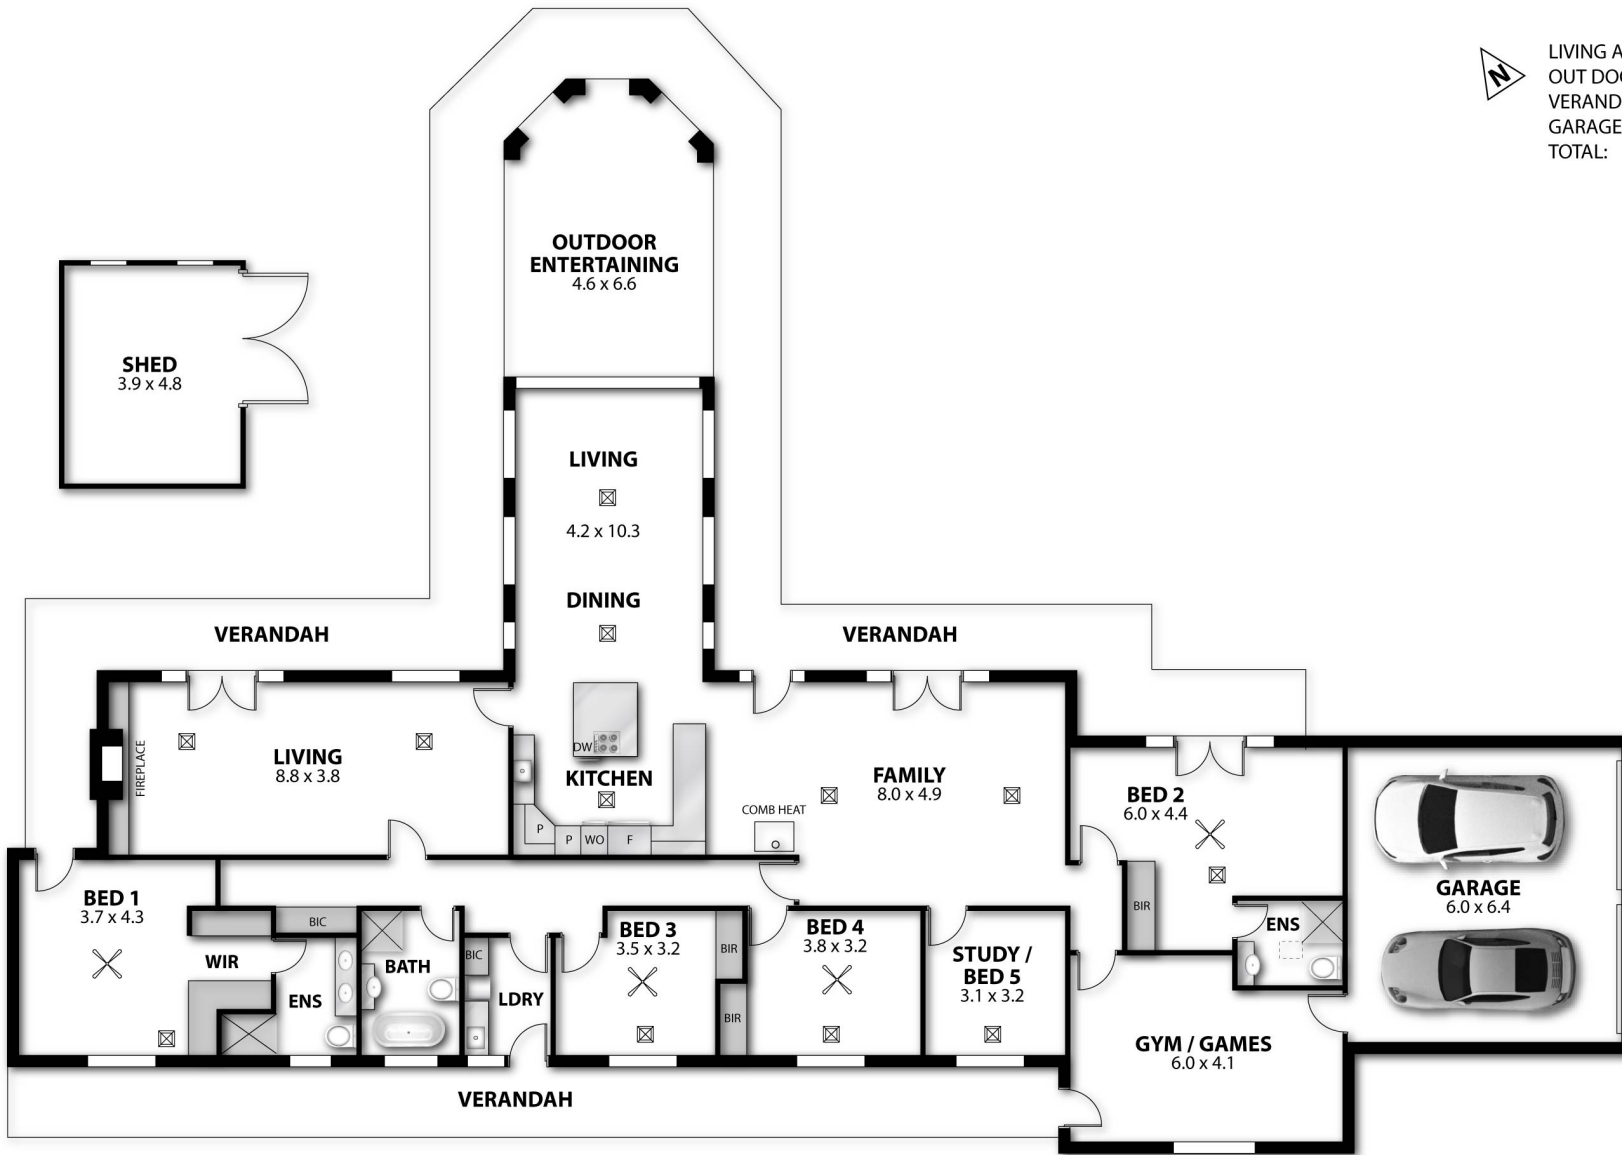 N
LIVING A
OUT DOO
VERAND
GARAGE
TOTAL:
OUTDOOR
ENTERTAINING
4.6 x 6.6
SHED
3.9 x 4.8
LIVING
4.2 x 10.3
DINING
VERANDAH
VERANDAH
FIREPLACE
LIVING
8.8 x 3.8
DW
KITCHEN
P
P
WO
F
COMB HEAT
FAMILY
8.0 x 4.9
BED 2
6.0 x 4.4
BIR
ENS
GARAGE
6.0 x 6.4
BED 1
3.7 x 4.3
WIR
BIC
ENS
BATH
BIC
LDRY
BED 3
3.5 x 3.2
BIR
BIR
BED 4
3.8 x 3.2
STUDY /
BED 5
3.1 x 3.2
GYM / GAMES
6.0 x 4.1
VERANDAH